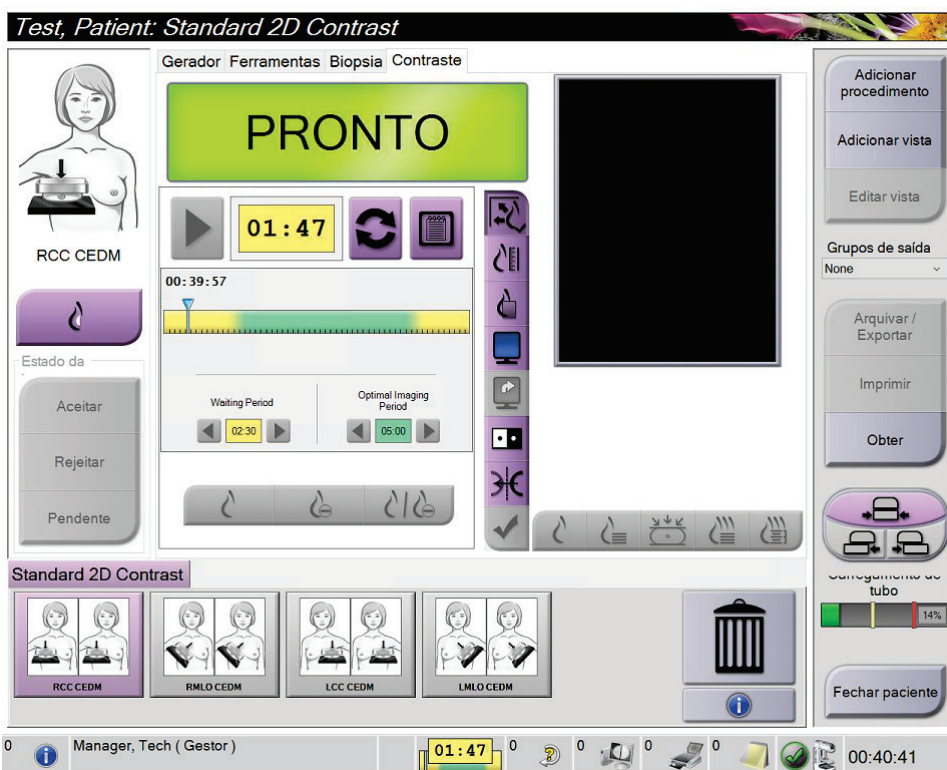 Test, Patient: Standard 2D Contrast
Gerador Ferramentas Biopsia Contraste
PRONTO
01:47
00:39:57
Waiting Period
Optimal Imaging
Period
02:30
05:00
RCC CEDM
Estado da
Aceitar
Rejeitar
Pendente
Adicionar
procedimento
Adicionar vista
Editar vista
Grupos de saída
None
Arquivar /
Exportar
Imprimir
Obter
tubo
14%
Fechar paciente
Standard 2D Contrast
RCC CEDM
RMLO CEDM
LCC CEDM
LMLO CEDM
0
Manager, Tech ( Gestor )
01:47
0
0
0
0
00:40:41